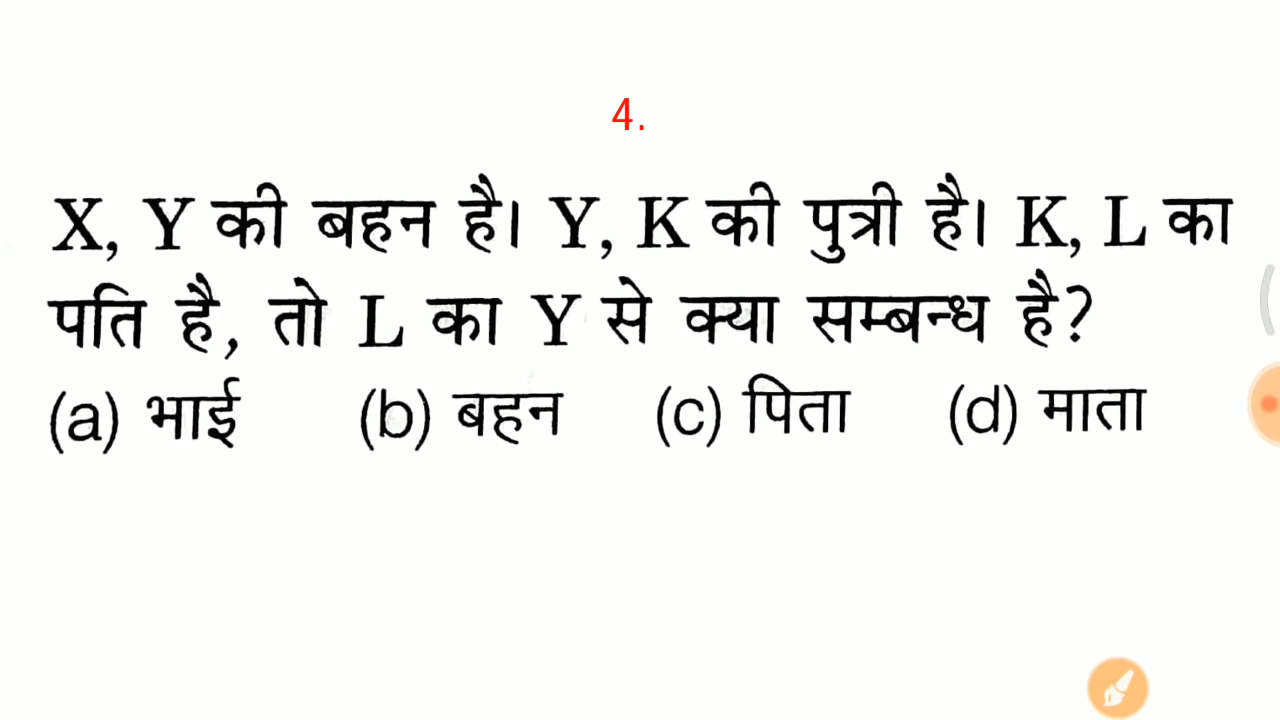 4.
X, Y की बहन है। Y, K की पुत्री है। K, L का
पति है, तो L का Y से क्या सम्बन्ध है?
(a) भाई (b) बहन (c) पिता (d) माता